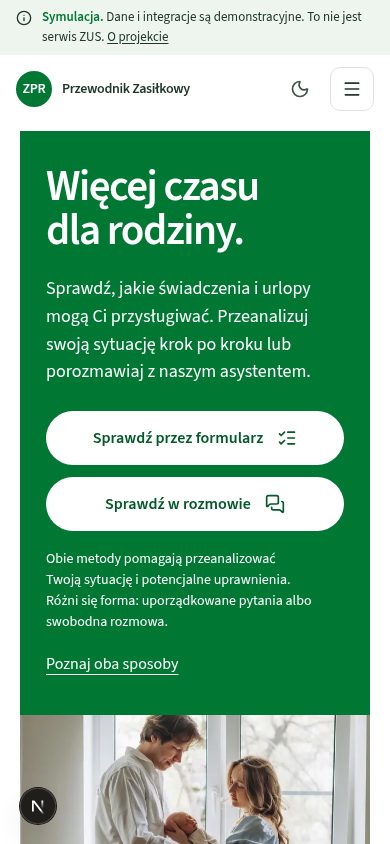 Symulacja. Dane i integracje są demonstracyjne. To nie jest
serwis ZUS. O projekcie
ZPR Przewodnik Zasiłkowy
Więcej czasu
dla rodziny.
Sprawdź, jakie świadczenia i urlopy
mogą Ci przysługiwać. Przeanalizuj
swoją sytuację krok po kroku lub
porozmawiaj z naszym asystentem.
Sprawdź przez formularz
Sprawdź w rozmowie
Obie metody pomagają przeanalizować
Twoją sytuację i potencjalne uprawnienia.
Różni się forma: uporządkowane pytania albo
swobodna rozmowa.
Poznaj oba sposoby
N